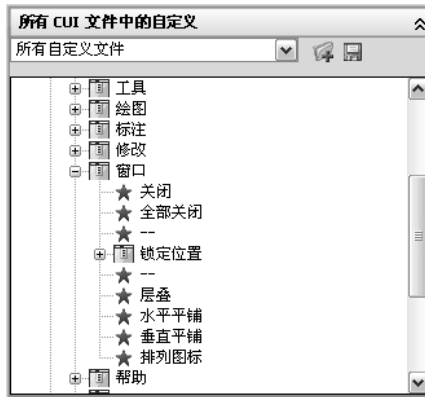 所有 CUI 文件中的自定义
所有自定义文件
工具
绘图
标注
修改
窗口
关闭
全部关闭
--
锁定位置
--
层叠
水平平铺
垂直平铺
排列图标
帮助